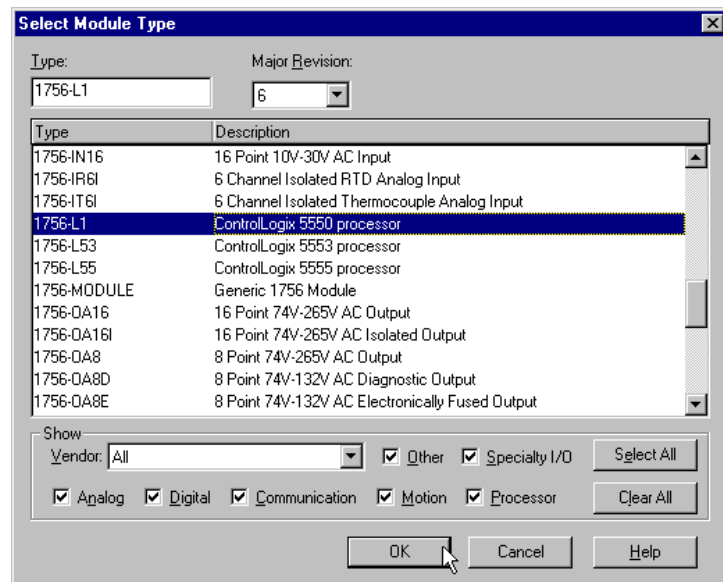 Select Module Type
Type: Major Revision:
1756-L1 6
Type Description
1756-IN16 16 Point 10V-30V AC Input
1756-IR6I 6 Channel Isolated RTD Analog Input
1756-IT6I 6 Channel Isolated Thermocouple Analog Input
1756-L1 ControlLogix 5550 processor
1756-L53 ControlLogix 5553 processor
1756-L55 ControlLogix 5555 processor
1756-MODULE Generic 1756 Module
1756-OA16 16 Point 74V-265V AC Output
1756-OA16I 16 Point 74V-265V AC Isolated Output
1756-OA8 8 Point 74V-265V AC Output
1756-OA8D 8 Point 74V-132V AC Diagnostic Output
1756-OA8E 8 Point 74V-132V AC Electronically Fused Output
Show
Vendor: All Other Specialty I/O Select All
Analog Digital Communication Motion Processor Clear All
OK Cancel Help